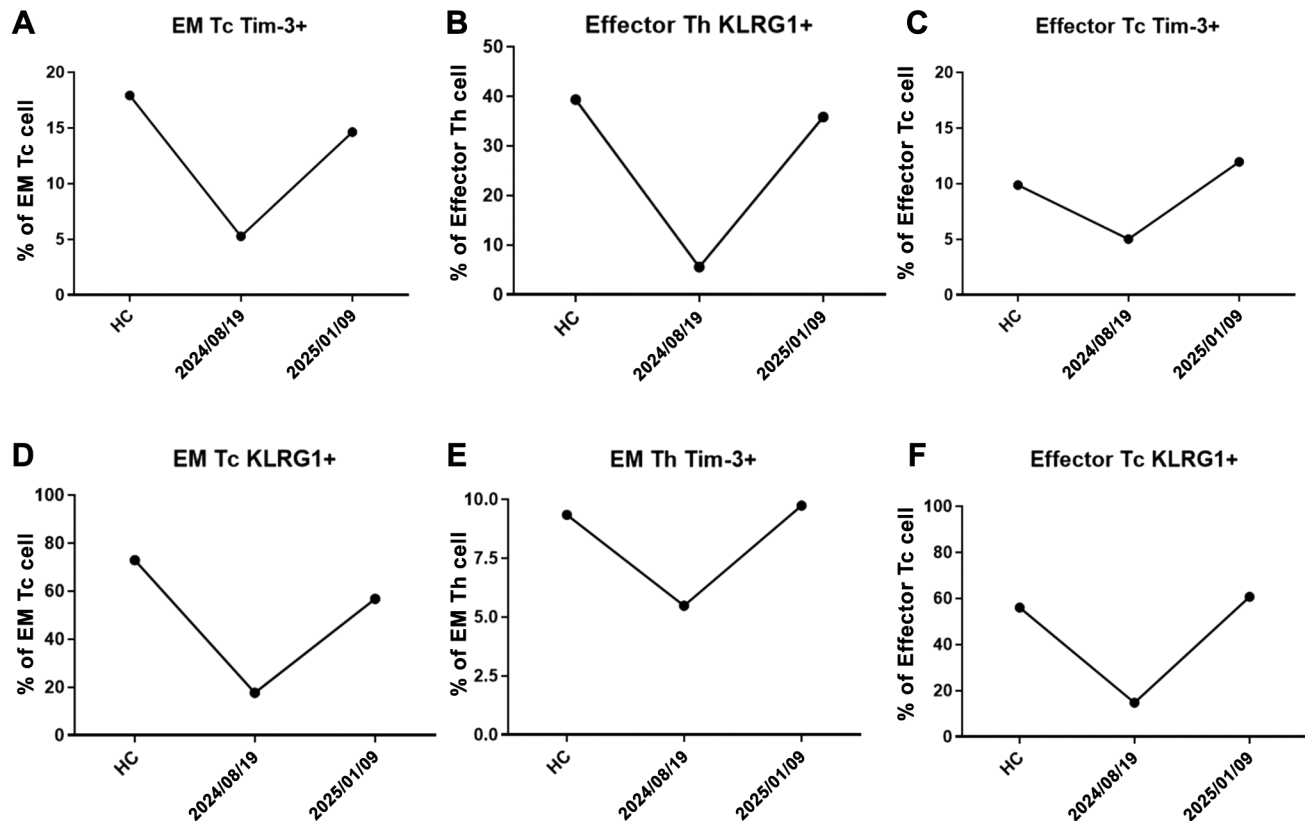 A
EM Tc Tim-3+
% of EM Tc cell
20
15
10
5
0
HC
2024/08/19
2025/01/09
B
Effector Th KLRG1+
% of Effector Th cell
50
40
30
20
10
0
HC
2024/08/19
2025/01/09
C
Effector Tc Tim-3+
% of Effector Tc cell
20
15
10
5
0
HC
2024/08/19
2025/01/09
D
EM Tc KLRG1+
% of EM Tc cell
100
80
60
40
20
0
HC
2024/08/19
2025/01/09
E
EM Th Tim-3+
% of EM Th cell
10.0
7.5
5.0
2.5
0.0
HC
2024/08/19
2025/01/09
F
Effector Tc KLRG1+
% of Effector Tc cell
100
80
60
40
20
0
HC
2024/08/19
2025/01/09